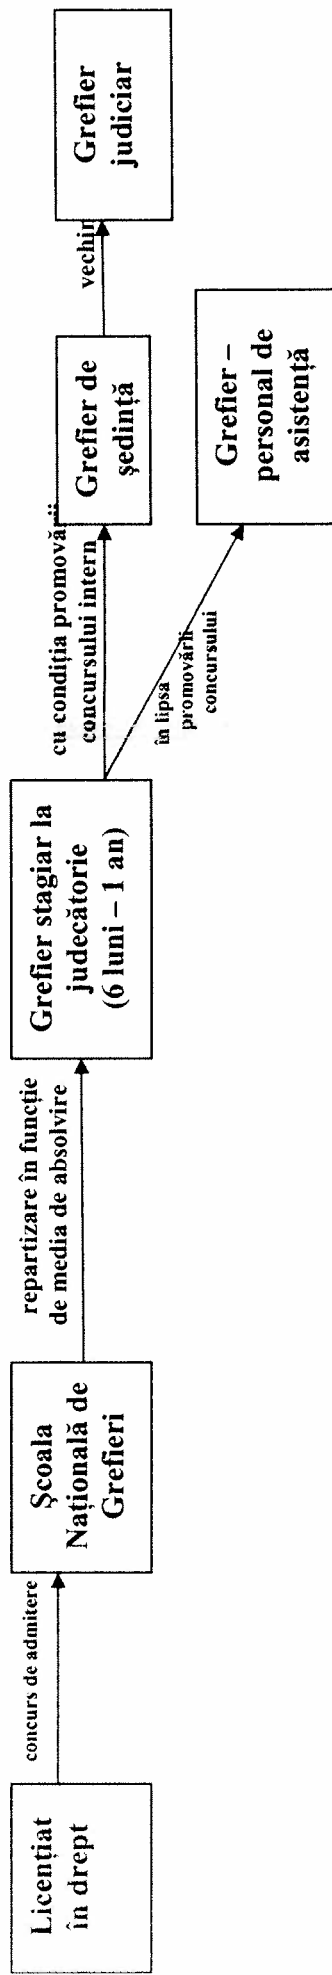 Licențiat
în drept
concurs de admitere
Școala
Națională de
Grefieri
repartizare în funcție
de media de absolvire
Grefier stagiar la
judecătorie
(6 luni – 1 an)
cu condiția promovării
concursului intern
în lipsa
promovării
concursului
Grefier de
ședință
Grefier –
personal de
asistență
Grefier
judiciar